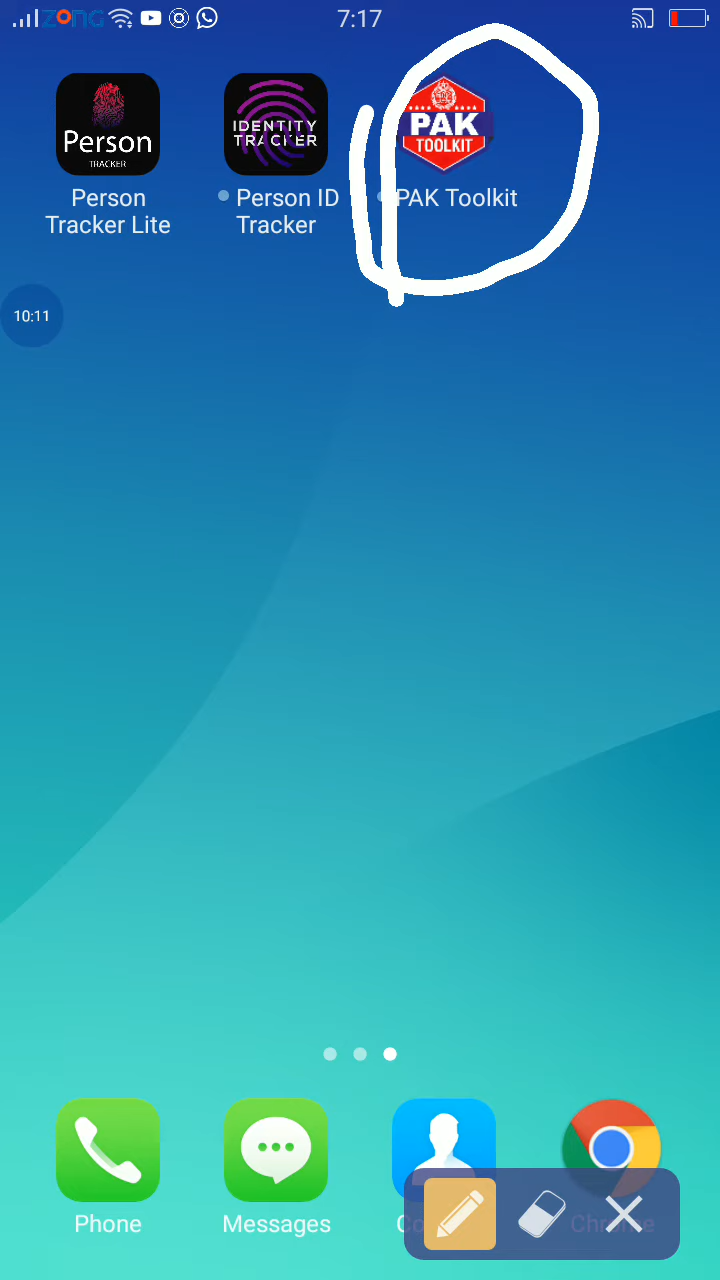 ZONG 7:17
Person
TRACKER
IDENTITY
TRACKER
PAK
TOOLKIT
Person
Tracker Lite
Person ID
Tracker
PAK Toolkit
10:11
Phone
Messages